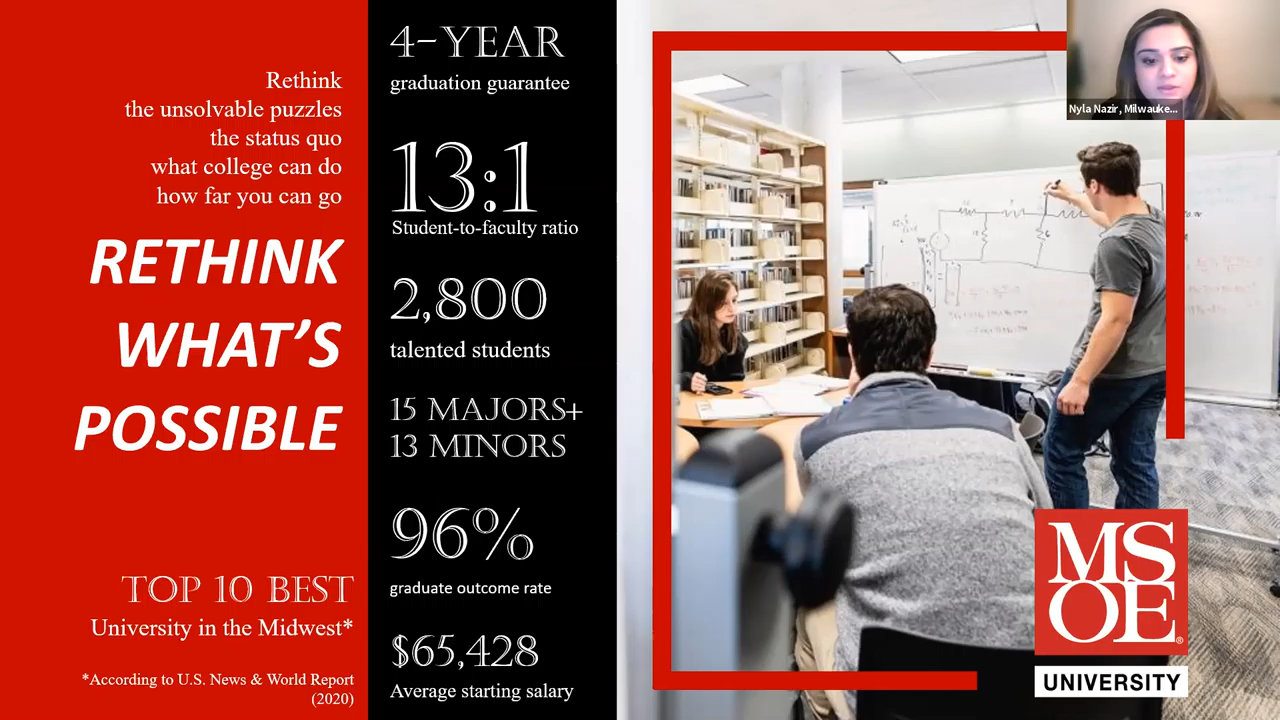 Rethink
the unsolvable puzzles
the status quo
what college can do
how far you can go
RETHINK
WHAT'S
POSSIBLE
TOP 10 BEST
University in the Midwest*
*According to U.S. News & World Report
(2020)
4-YEAR
graduation guarantee
13:1
Student-to-faculty ratio
2,800
talented students
15 MAJORS+
13 MINORS
96%
graduate outcome rate
$65,428
Average starting salary
Nyla Nazir, Milwauke...
MS
OE®
UNIVERSITY